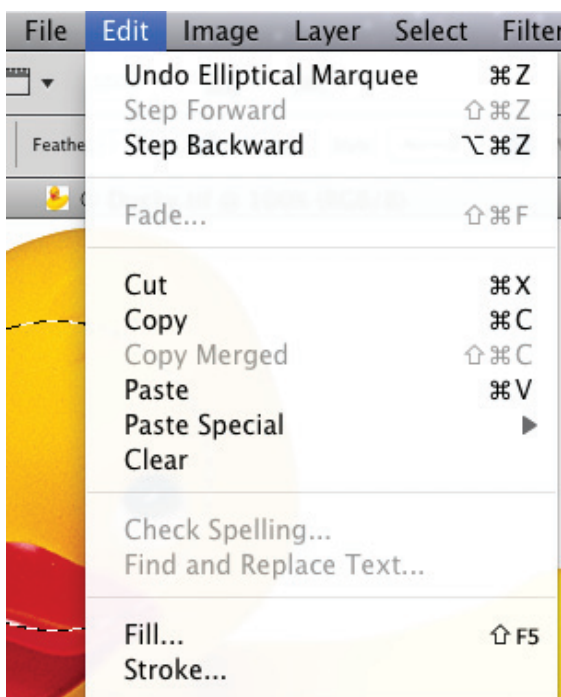 File Edit Image Layer Select Filter
Feathe
Undo Elliptical Marquee ⌘Z
Step Forward ⇧⌘Z
Step Backward ⌥⌘Z
Fade... ⇧⌘F
Cut ⌘X
Copy ⌘C
Copy Merged ⇧⌘C
Paste ⌘V
Paste Special ▶
Clear
Check Spelling...
Find and Replace Text...
Fill... ⇧F5
Stroke...